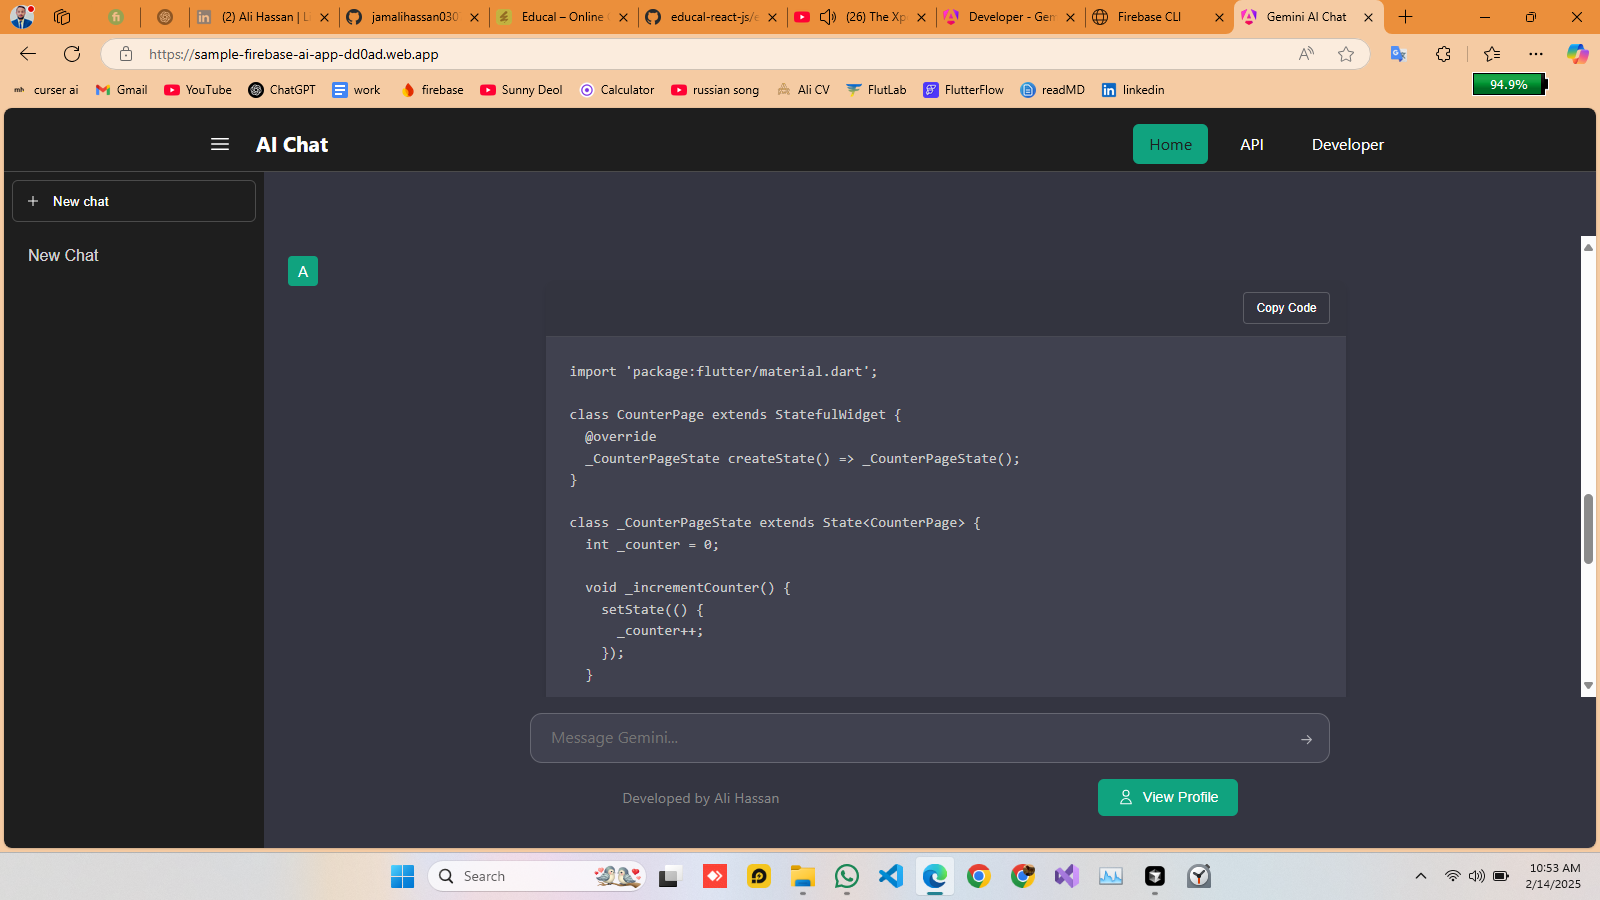 (2) Ali Hassan | Li
jamalihassan030
Educal – Online
educal-react-js/e
(26) The Xp
Developer - Gem
Firebase CLI
Gemini AI Chat
https://sample-firebase-ai-app-dd0ad.web.app
curser ai
Gmail
YouTube
ChatGPT
work
firebase
Sunny Deol
Calculator
russian song
Ali CV
FlutLab
FlutterFlow
readMD
linkedin
94.9%
AI Chat
Home
API
Developer
+ New chat
New Chat
A
Copy Code
import 'package:flutter/material.dart';
class CounterPage extends StatefulWidget {
@override
_CounterPageState createState() => _CounterPageState();
}
class _CounterPageState extends State<CounterPage> {
int _counter = 0;
void _incrementCounter() {
setState(() {
_counter++;
});
}
Message Gemini...
Developed by Ali Hassan
View Profile
Search
10:53 AM
2/14/2025